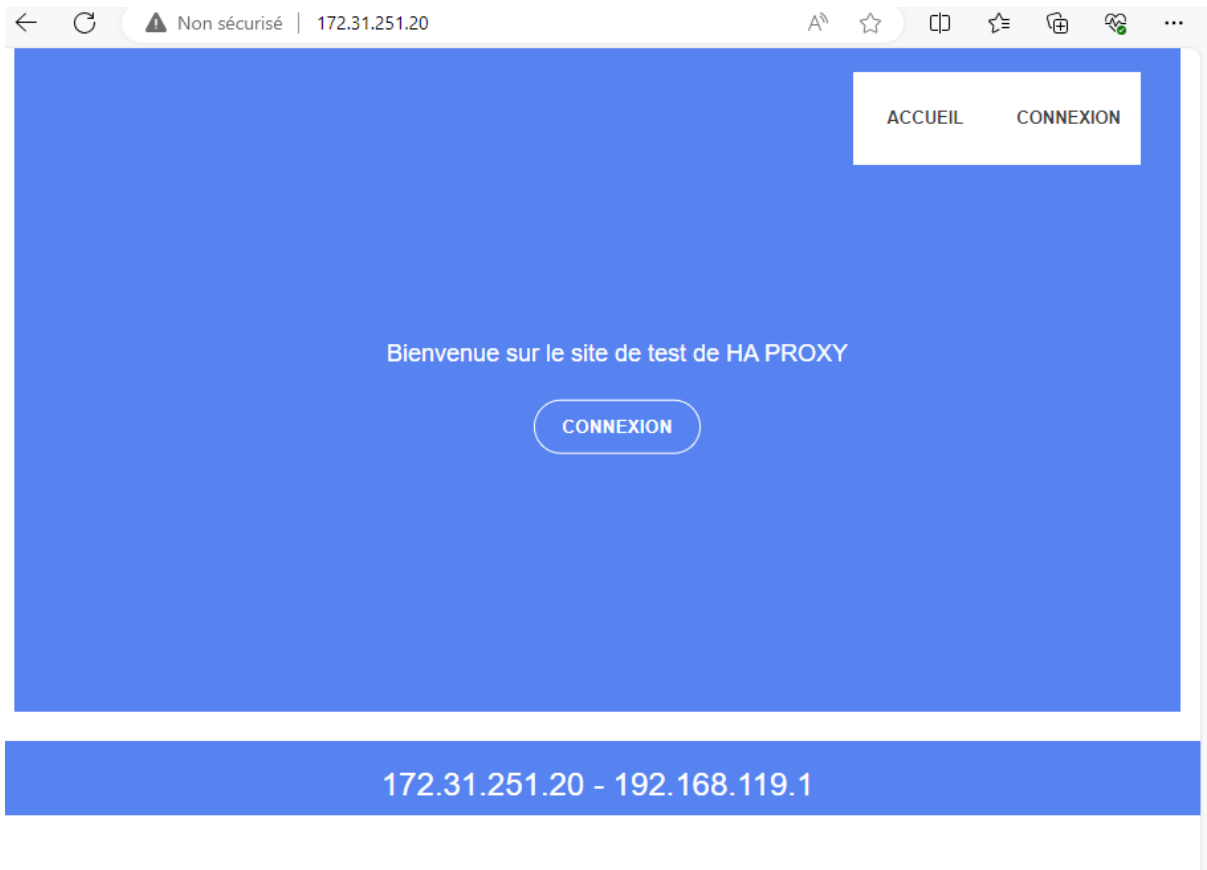 Non sécurisé | 172.31.251.20
ACCUEIL CONNEXION
Bienvenue sur le site de test de HA PROXY
CONNEXION
172.31.251.20 - 192.168.119.1